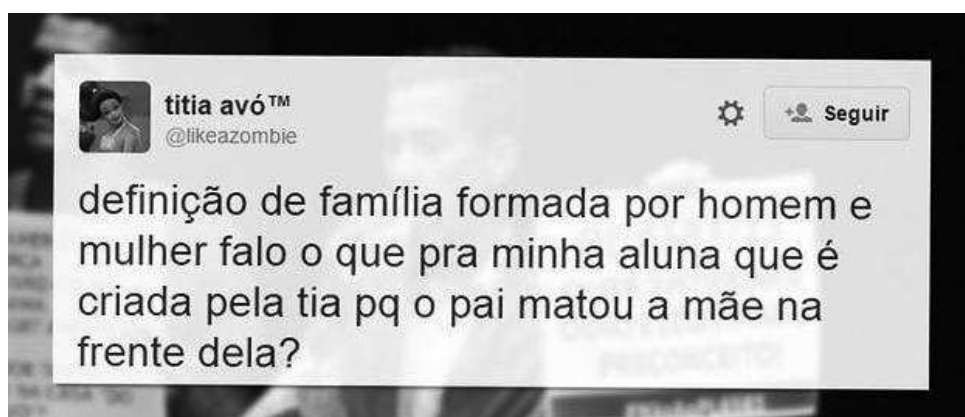 titia avó™
@likeazombie
Seguir
definição de família formada por homem e
mulher falo o que pra minha aluna que é
criada pela tia pq o pai matou a mãe na
frente dela?
PRECONCEITO!